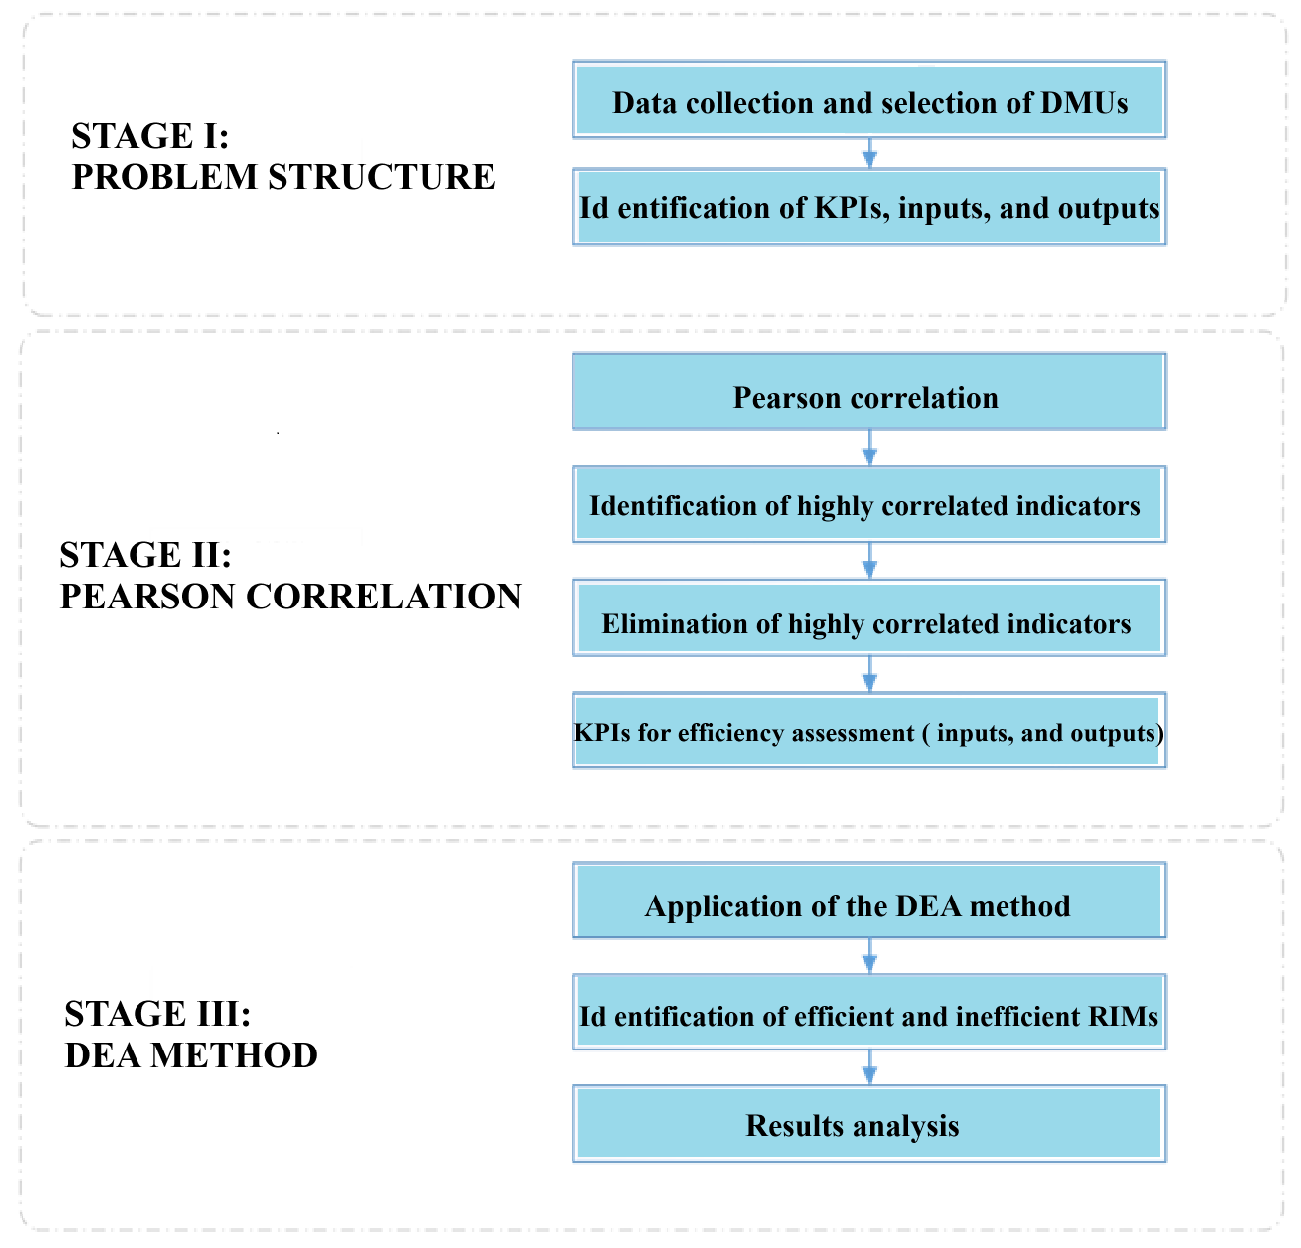 STAGE I:
PROBLEM STRUCTURE
Data collection and selection of DMUs
Id entification of KPIs, inputs, and outputs
STAGE II:
PEARSON CORRELATION
Pearson correlation
Identification of highly correlated indicators
Elimination of highly correlated indicators
KPIs for efficiency assessment ( inputs, and outputs)
STAGE III:
DEA METHOD
Application of the DEA method
Id entification of efficient and inefficient RIMs
Results analysis